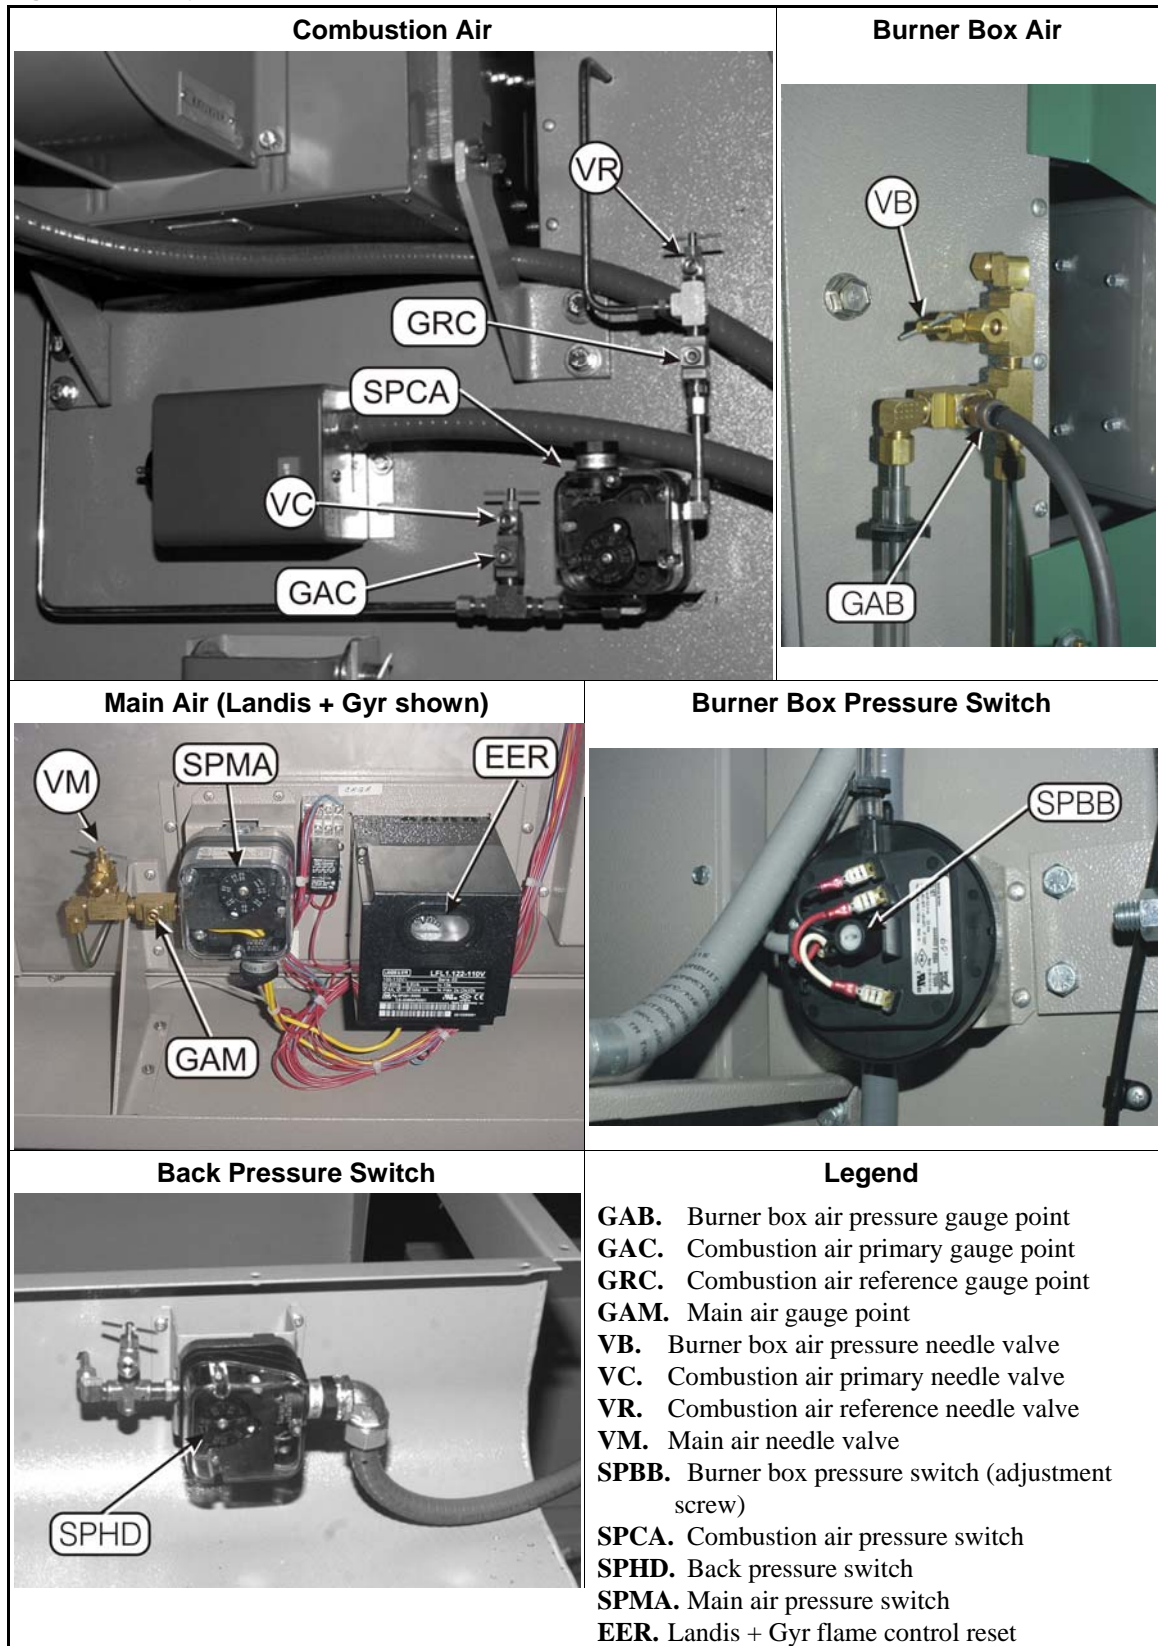 Combustion Air
VR
GRC
SPCA
VC
GAC
Burner Box Air
VB
GAB
Main Air (Landis + Gyr shown)
VM
SPMA
EER
LFL1.122-110V
GAM
Burner Box Pressure Switch
SPBB
Back Pressure Switch
SPHD
Legend
GAB. Burner box air pressure gauge point
GAC. Combustion air primary gauge point
GRC. Combustion air reference gauge point
GAM. Main air gauge point
VB. Burner box air pressure needle valve
VC. Combustion air primary needle valve
VR. Combustion air reference needle valve
VM. Main air needle valve
SPBB. Burner box pressure switch (adjustment
screw)
SPCA. Combustion air pressure switch
SPHD. Back pressure switch
SPMA. Main air pressure switch
EER. Landis + Gyr flame control reset